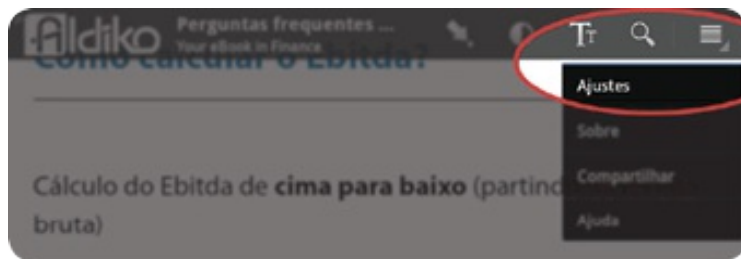 Aldiko
Perguntas frequentes ...
Your eBook in Finance
Tt
Como calcular o Ebitda?
Ajustes
Sobre
Compartilhar
Ajuda
Cálculo do Ebitda de cima para baixo (partind
bruta)